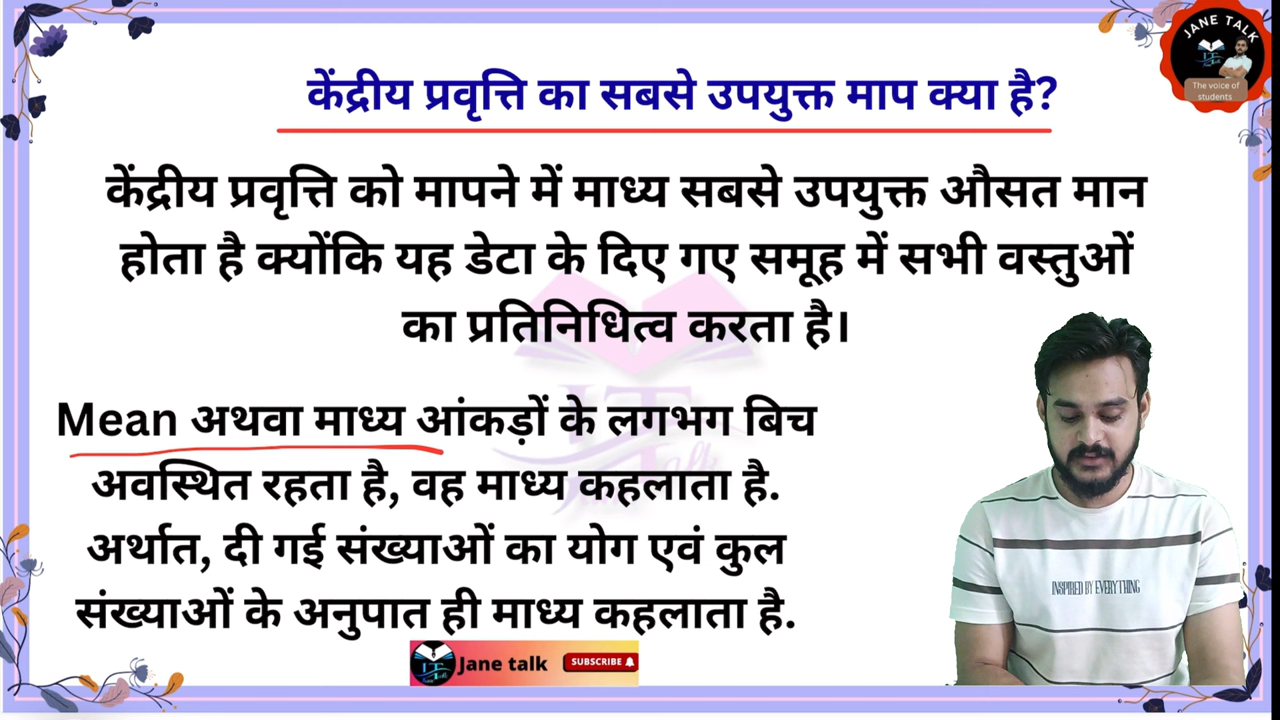 JANE TALK
The voice of
students
केंद्रीय प्रवृत्ति का सबसे उपयुक्त माप क्या है?
केंद्रीय प्रवृत्ति को मापने में माध्य सबसे उपयुक्त औसत मान
होता है क्योंकि यह डेटा के दिए गए समूह में सभी वस्तुओं
का प्रतिनिधित्व करता है।
Mean अथवा माध्य आंकड़ों के लगभग बिच
अवस्थित रहता है, वह माध्य कहलाता है.
अर्थात, दी गई संख्याओं का योग एवं कुल
संख्याओं के अनुपात ही माध्य कहलाता है.
INSPIRED BY EVERYTHING
Jane talk SUBSCRIBE